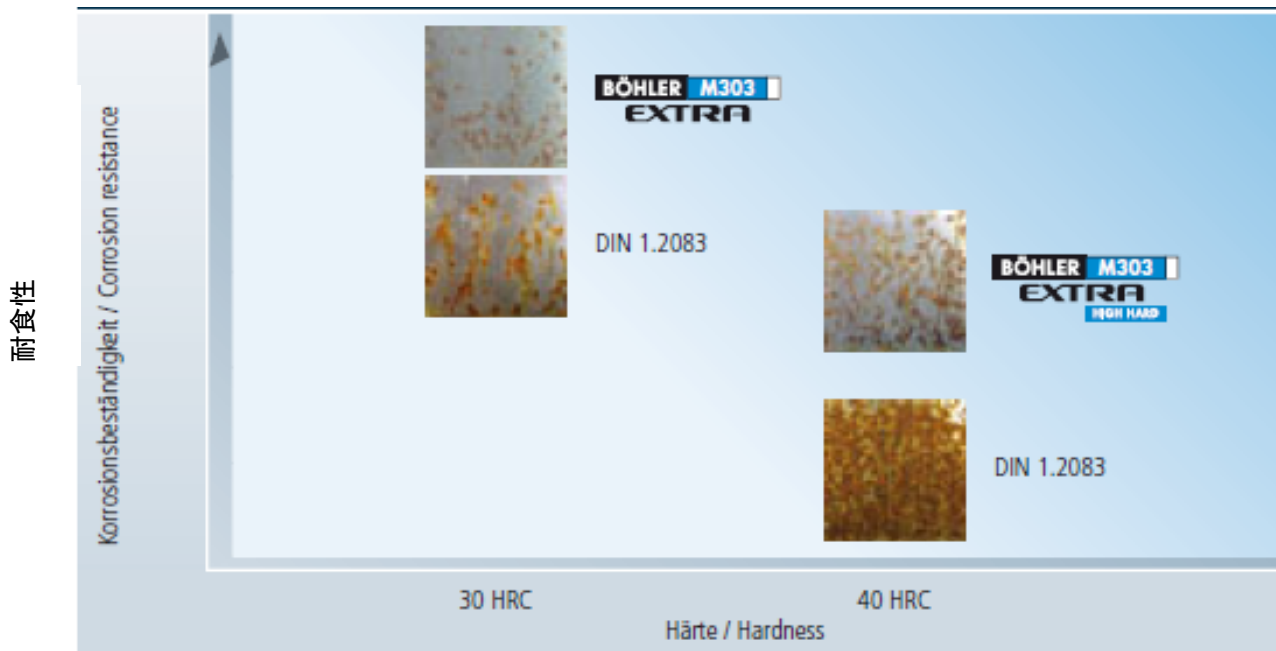 耐食性
Korrosionsbeständigkeit / Corrosion resistance
BÖHLER M303
EXTRA
DIN 1.2083
BÖHLER M303
EXTRA
HIGH HARD
DIN 1.2083
30 HRC
40 HRC
Härte / Hardness